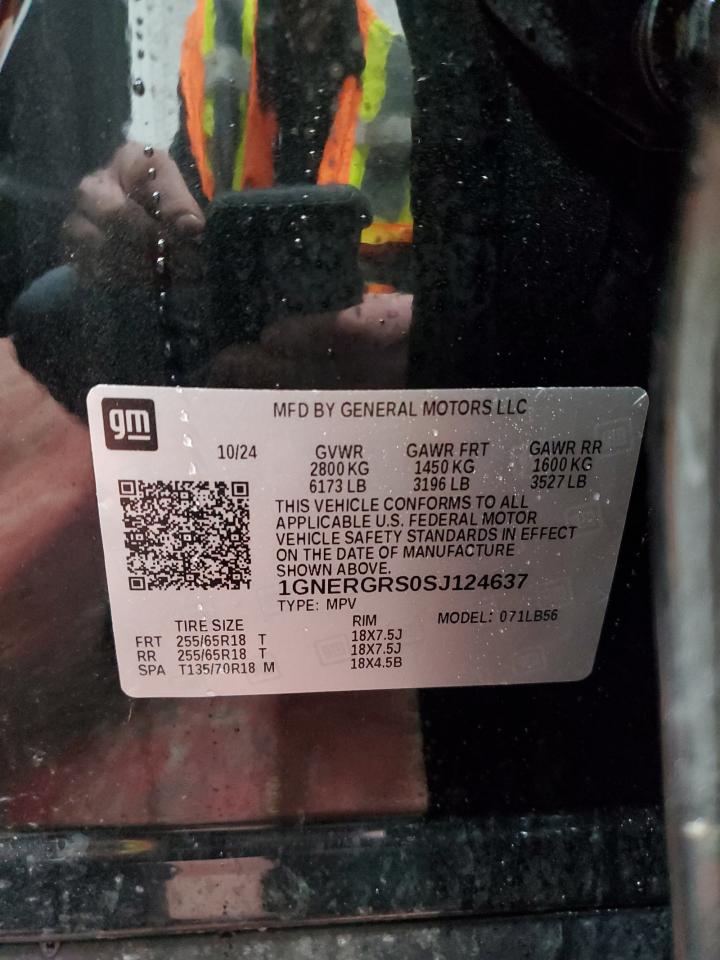 gm
MFD BY GENERAL MOTORS LLC
10/24 GVWR GAWR FRT GAWR RR
2800 KG 1450 KG 1600 KG
6173 LB 3196 LB 3527 LB
THIS VEHICLE CONFORMS TO ALL
APPLICABLE U.S. FEDERAL MOTOR
VEHICLE SAFETY STANDARDS IN EFFECT
ON THE DATE OF MANUFACTURE
SHOWN ABOVE.
1GNERGRS0SJ124637
TYPE: MPV MODEL: 071LB56
TIRE SIZE RIM
FRT 255/65R18 T 18X7.5J
RR 255/65R18 T 18X7.5J
SPA T135/70R18 M 18X4.5B